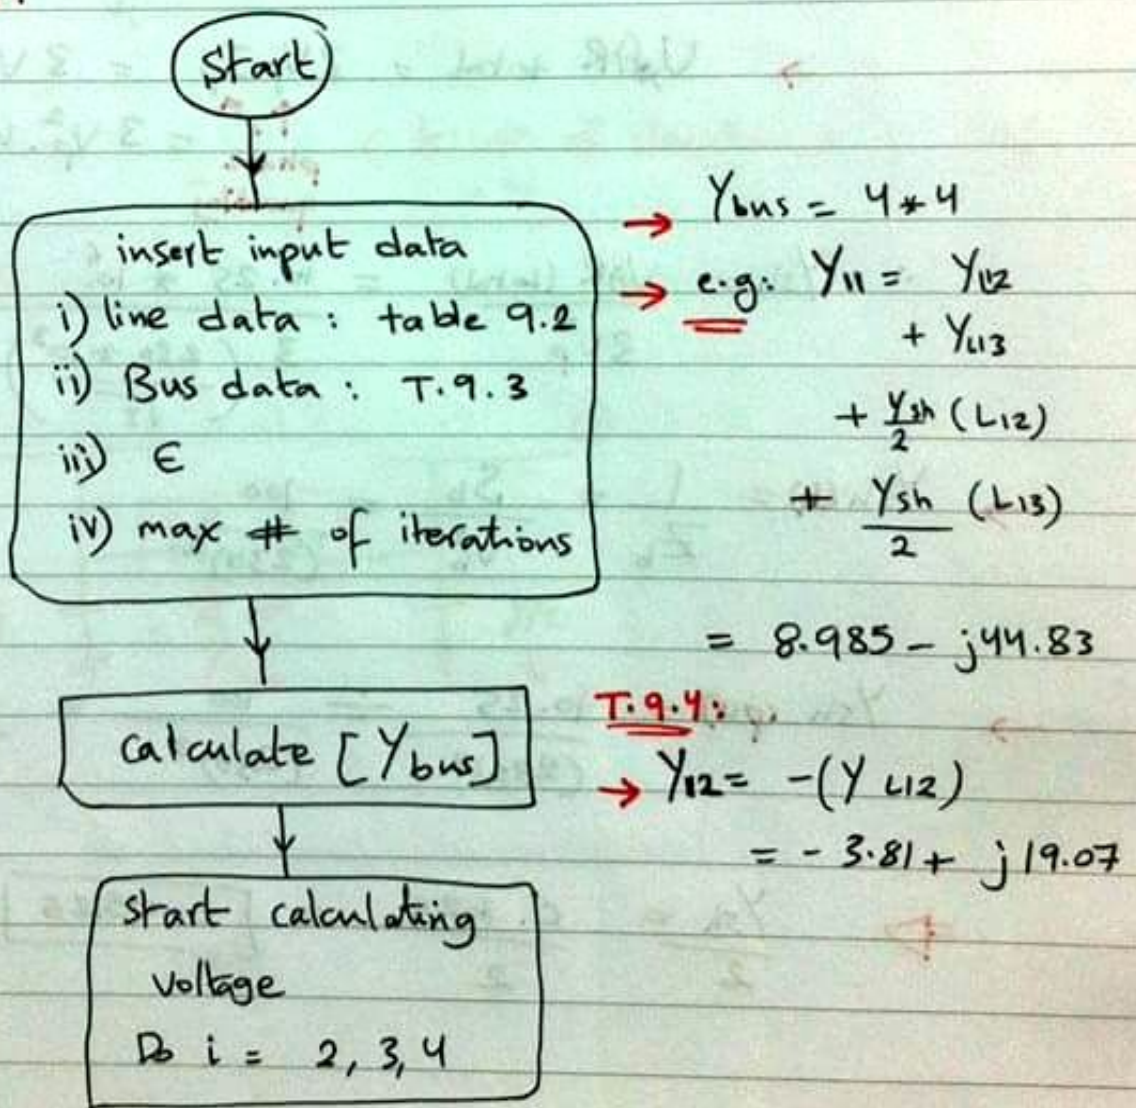 Start
insert input data
i) line data : table 9.2
ii) Bus data : T.9.3
iii) ϵ
iv) max # of iterations
calculate [Ybus]
start calculating
voltage
Do i = 2, 3, 4
→ Ybus = 4*4
→ e.g: Y11 = YL12
+ YL13
+ Ysh/2 (L12)
+ Ysh/2 (L13)
= 8.985 - j44.83
T.9.4:
→ Y12 = -(Y L12)
= - 3.81 + j19.07